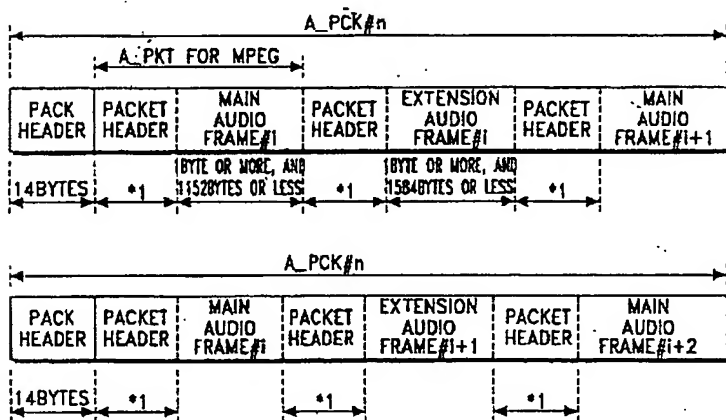 A_PCK#n
A_PKT FOR MPEG
PACK HEADER
PACKET HEADER
MAIN AUDIO FRAME#i
PACKET HEADER
EXTENSION AUDIO FRAME#i
PACKET HEADER
MAIN AUDIO FRAME#i+1
14BYTES
*1
1BYTE OR MORE, AND 1152BYTES OR LESS
*1
1BYTE OR MORE, AND 1584BYTES OR LESS
*1
A_PCK#n
PACK HEADER
PACKET HEADER
MAIN AUDIO FRAME#i
PACKET HEADER
EXTENSION AUDIO FRAME#i+1
PACKET HEADER
MAIN AUDIO FRAME#i+2
14BYTES
*1
*1
*1